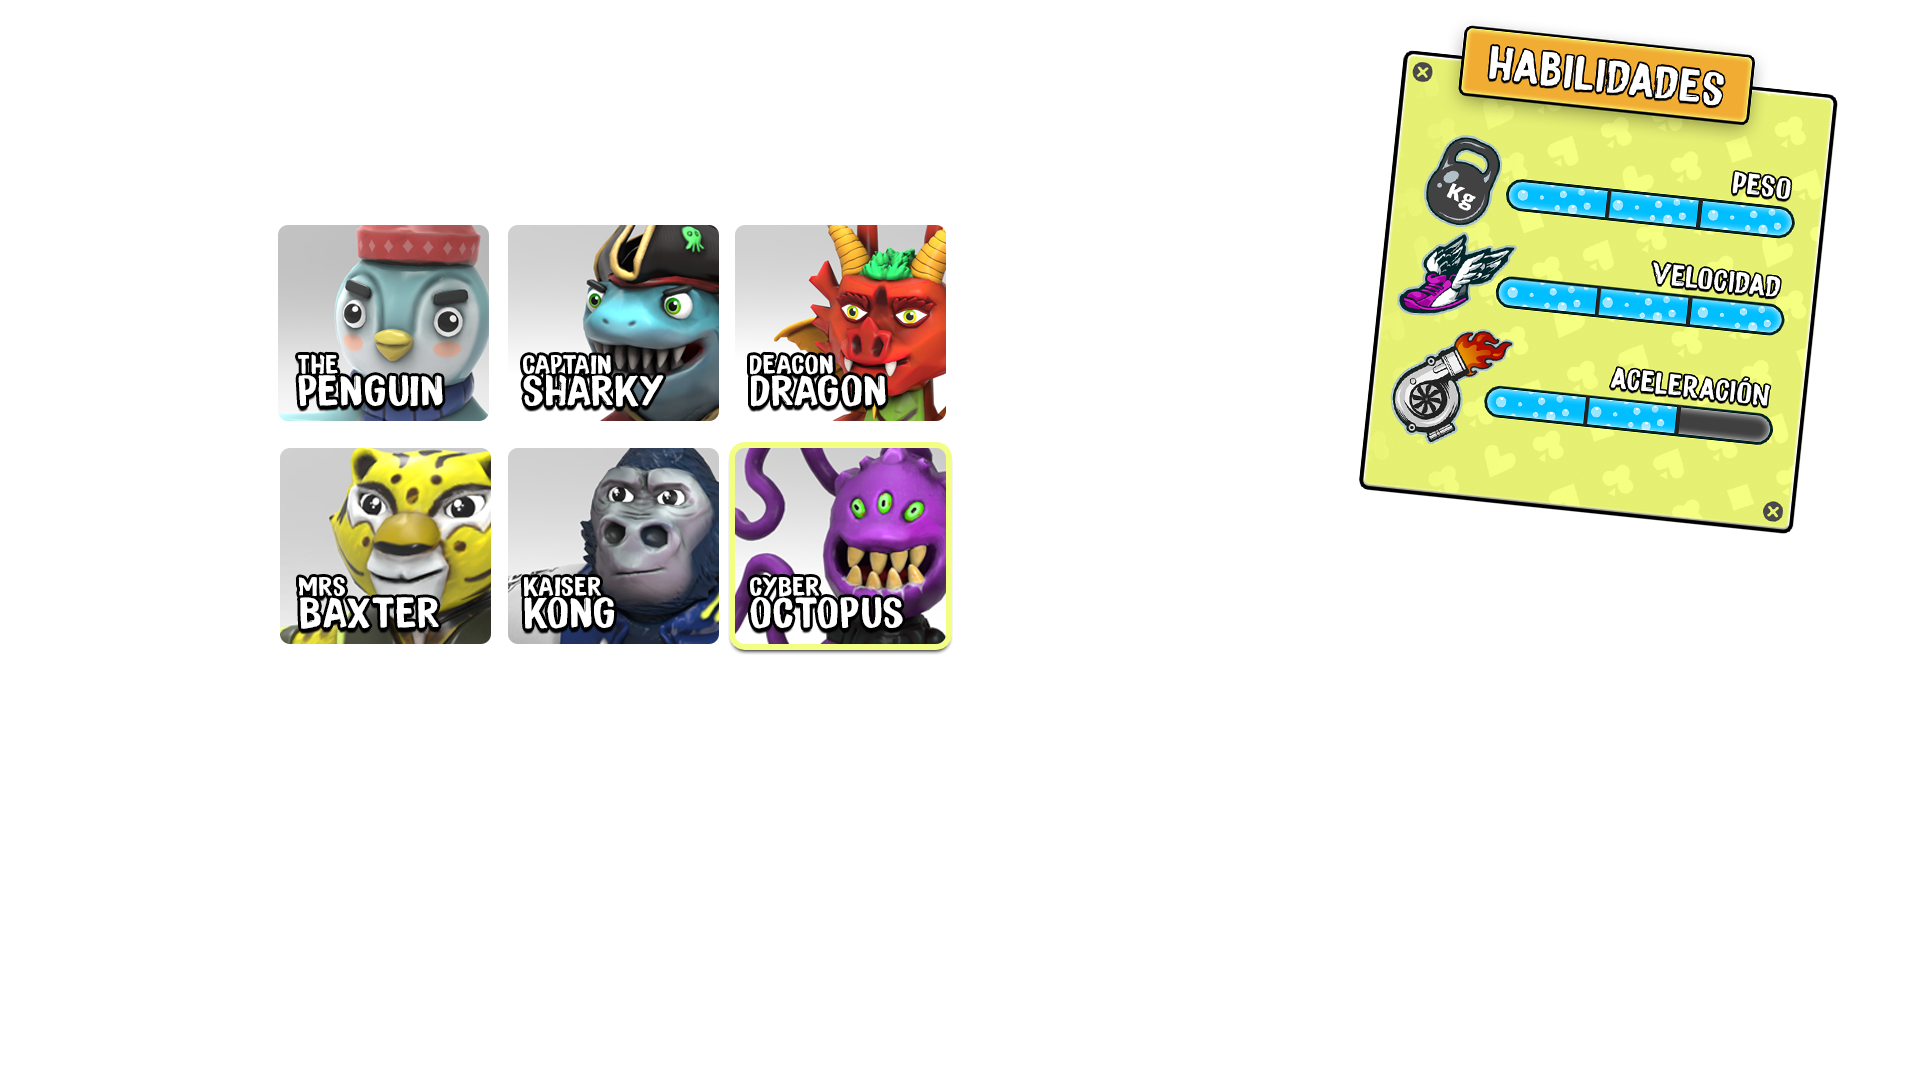 THE
PENGUIN
CAPTAIN
SHARKY
DEACON
DRAGON
MRS
BAXTER
KAISER
KONG
CYBER
OCTOPUS
HABILIDADES
Kg
PESO
VELOCIDAD
ACELERACIÓN